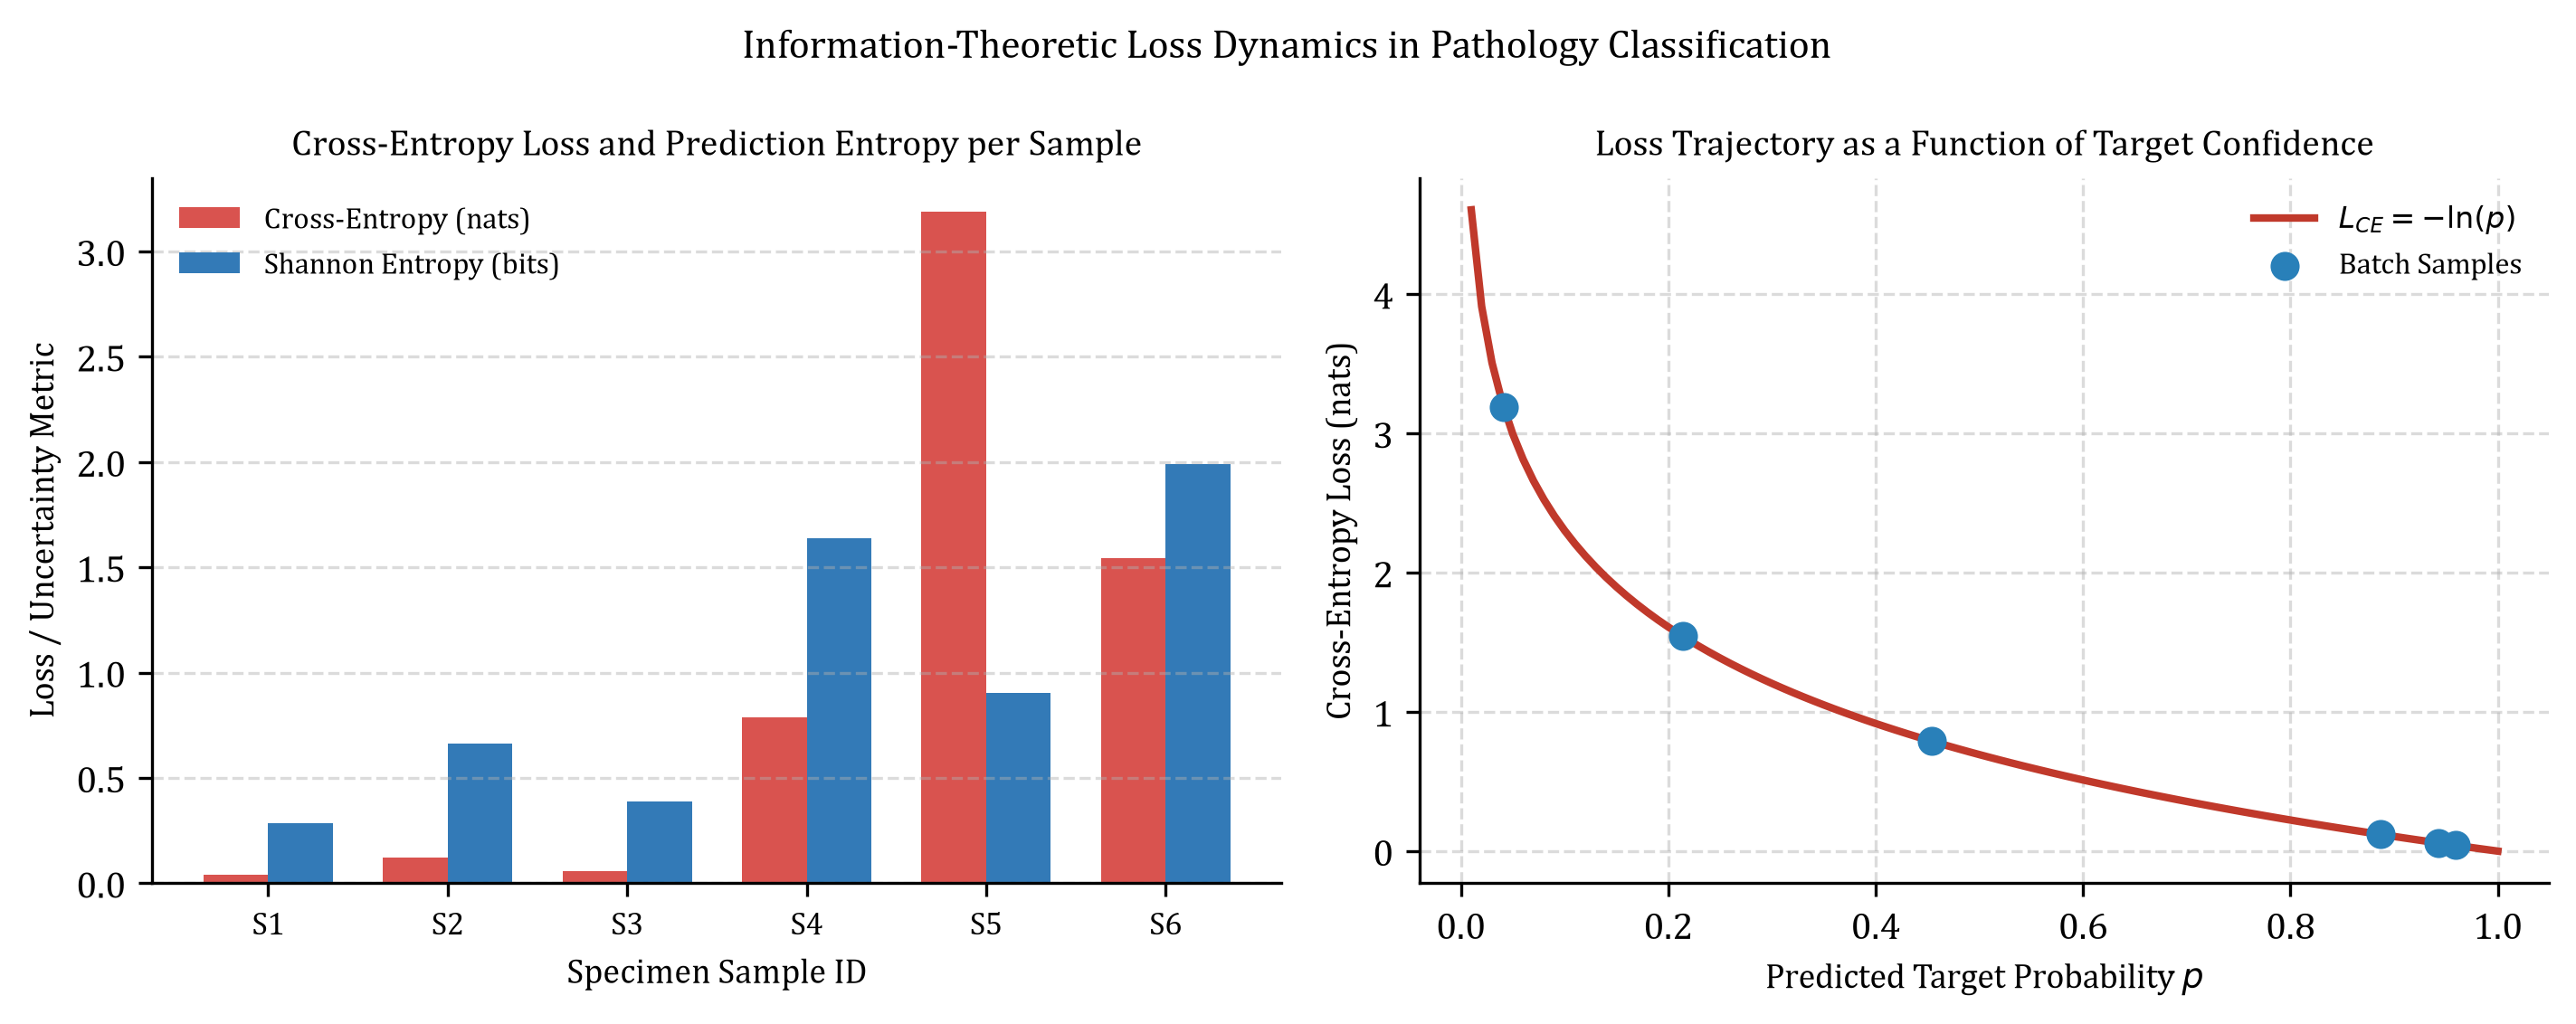 Information-Theoretic Loss Dynamics in Pathology Classification
Cross-Entropy Loss and Prediction Entropy per Sample
Cross-Entropy (nats)
Shannon Entropy (bits)
Loss / Uncertainty Metric
3.0
2.5
2.0
1.5
1.0
0.5
0.0
S1 S2 S3 S4 S5 S6
Specimen Sample ID
Loss Trajectory as a Function of Target Confidence
L_{CE} = −ln(p)
Batch Samples
Cross-Entropy Loss (nats)
4
3
2
1
0
0.0 0.2 0.4 0.6 0.8 1.0
Predicted Target Probability p